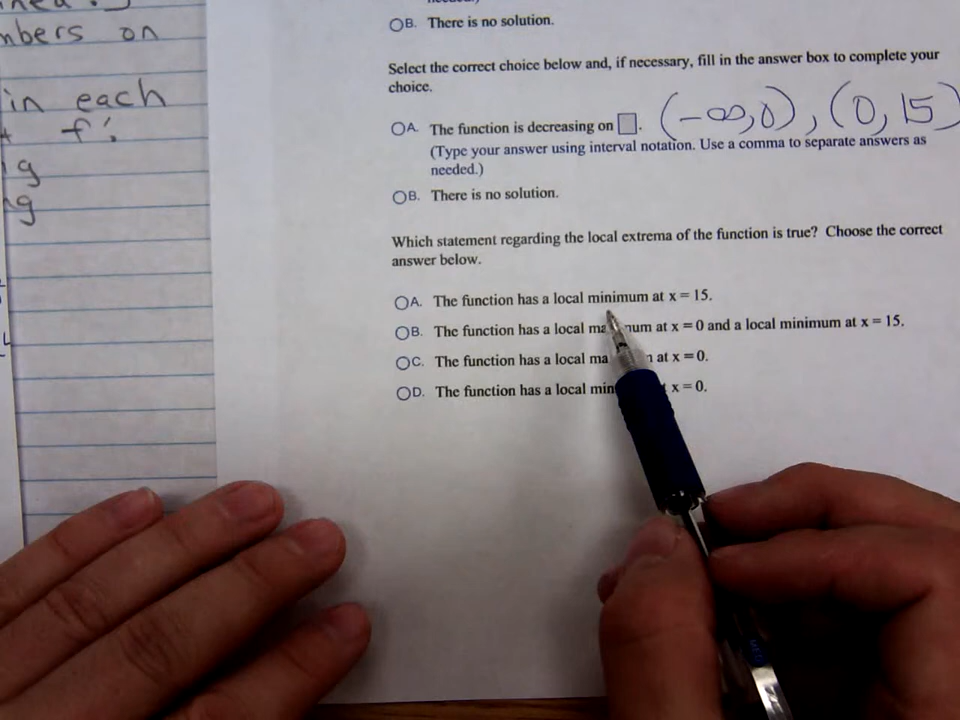 mbers on
in each
f'.
OB. There is no solution.
Select the correct choice below and, if necessary, fill in the answer box to complete your
choice.
OA. The function is decreasing on □. (-∞,0), (0,15)
(Type your answer using interval notation. Use a comma to separate answers as
needed.)
OB. There is no solution.
Which statement regarding the local extrema of the function is true? Choose the correct
answer below.
OA. The function has a local minimum at x = 15.
OB. The function has a local ma num at x = 0 and a local minimum at x = 15.
OC. The function has a local ma at x = 0.
OD. The function has a local min x = 0.